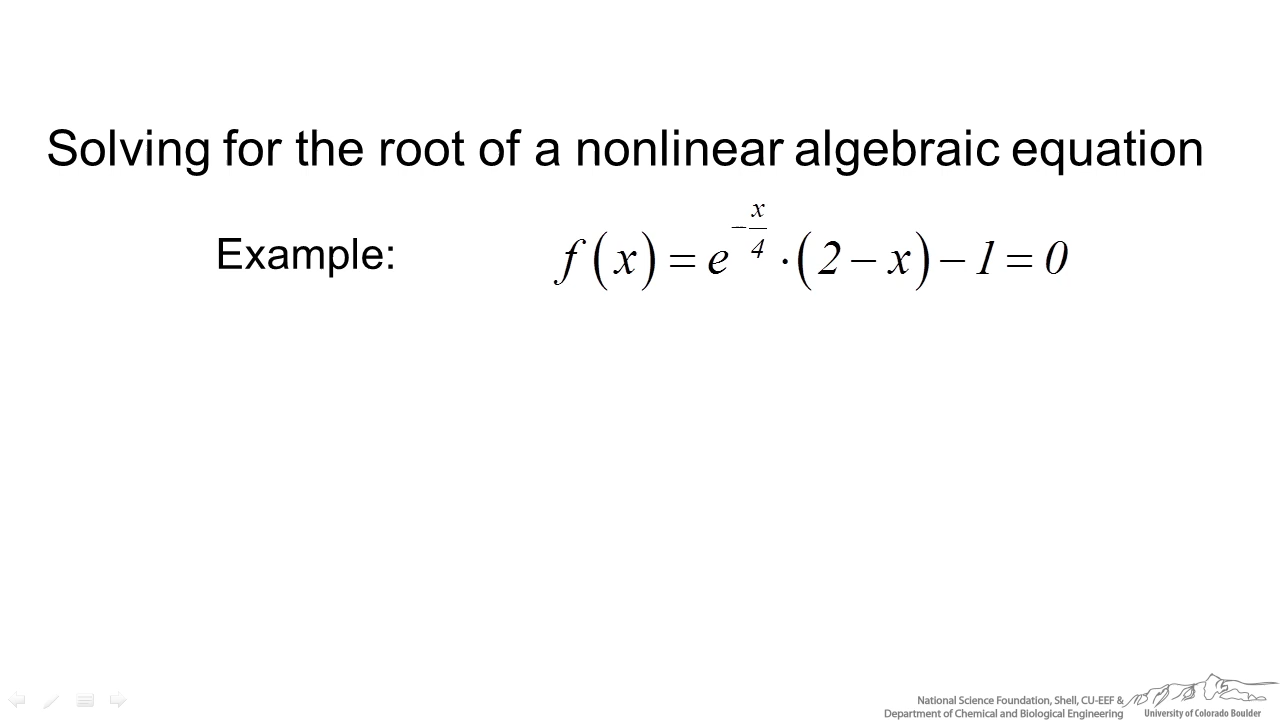 Solving for the root of a nonlinear algebraic equation
Example: f(x) = e^{-\frac{x}{4}} · (2 − x) − 1 = 0
National Science Foundation, Shell, CU-EEF &
Department of Chemical and Biological Engineering
University of Colorado Boulder